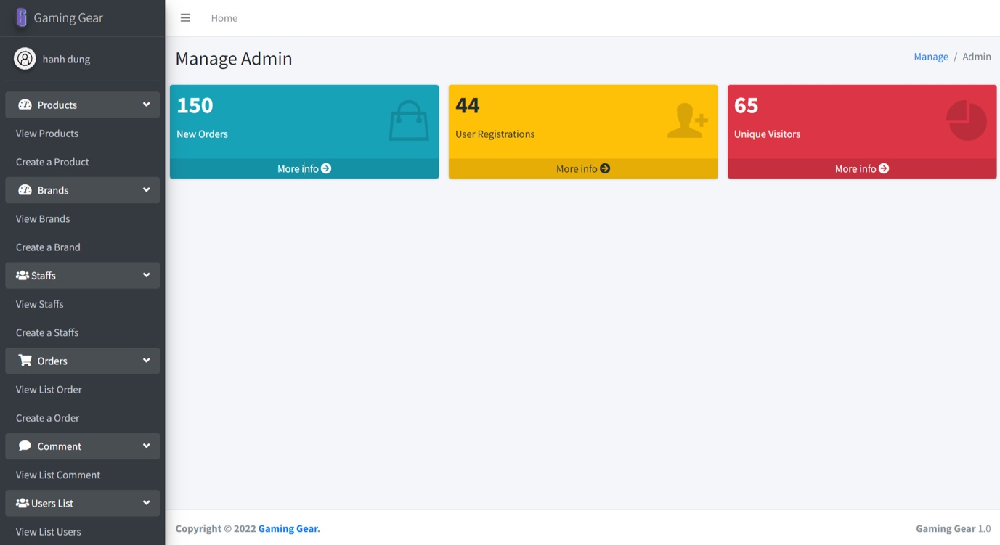 Gaming Gear
hanh dung
Products
View Products
Create a Product
Brands
View Brands
Create a Brand
Staffs
View Staffs
Create a Staffs
Orders
View List Order
Create a Order
Comment
View List Comment
Users List
View List Users
Home
Manage Admin
Manage / Admin
150
New Orders
More info
44
User Registrations
More info
65
Unique Visitors
More info
Copyright © 2022 Gaming Gear.
Gaming Gear 1.0